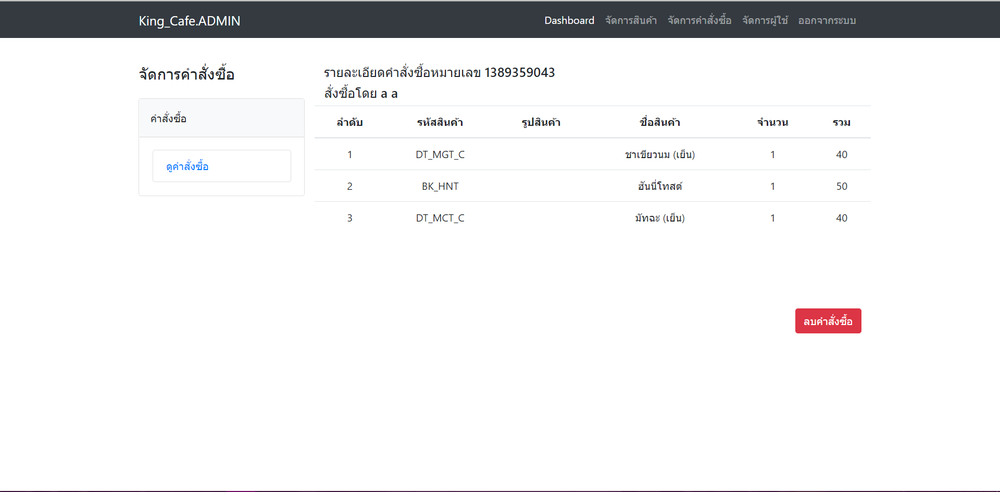 King_Cafe.ADMIN Dashboard จัดการสินค้า จัดการคำสั่งซื้อ จัดการผู้ใช้ ออกจากระบบ
จัดการคำสั่งซื้อ
คำสั่งซื้อ
ดูคำสั่งซื้อ
รายละเอียดคำสั่งซื้อหมายเลข 1389359043
สั่งซื้อโดย a a
ลำดับ รหัสสินค้า รูปสินค้า ชื่อสินค้า จำนวน รวม
1 DT_MGT_C ชาเขียวนม (เย็น) 1 40
2 BK_HNT ฮันนี่โทสต์ 1 50
3 DT_MCT_C มัทฉะ (เย็น) 1 40
ลบคำสั่งซื้อ